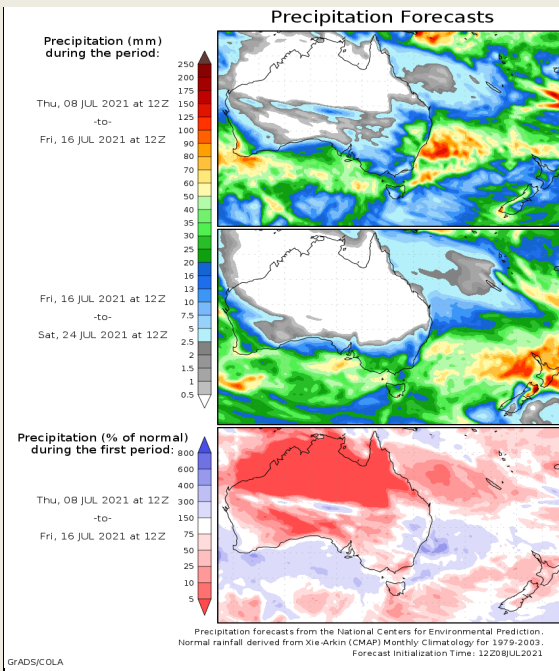 Precipitation Forecasts
Precipitation (mm)
during the period:
Thu, 08 JUL 2021 at 12Z
-to-
Fri, 16 JUL 2021 at 12Z
250
200
175
150
125
100
90
80
70
60
50
40
35
30
25
20
16
13
10
7.5
5
2.5
2
1.5
1
0.5
Fri, 16 JUL 2021 at 12Z
-to-
Sat, 24 JUL 2021 at 12Z
Precipitation (% of normal)
during the first period:
Thu, 08 JUL 2021 at 12Z
-to-
Fri, 16 JUL 2021 at 12Z
800
600
400
300
150
75
50
25
10
5
Precipitation forecasts from the National Centers for Environmental Prediction.
Normal rainfall derived from Xie-Arkin (CMAP) Monthly Climatology for 1979-2003.
Forecast Initialization Time: 12Z08JUL2021
GrADS/COLA